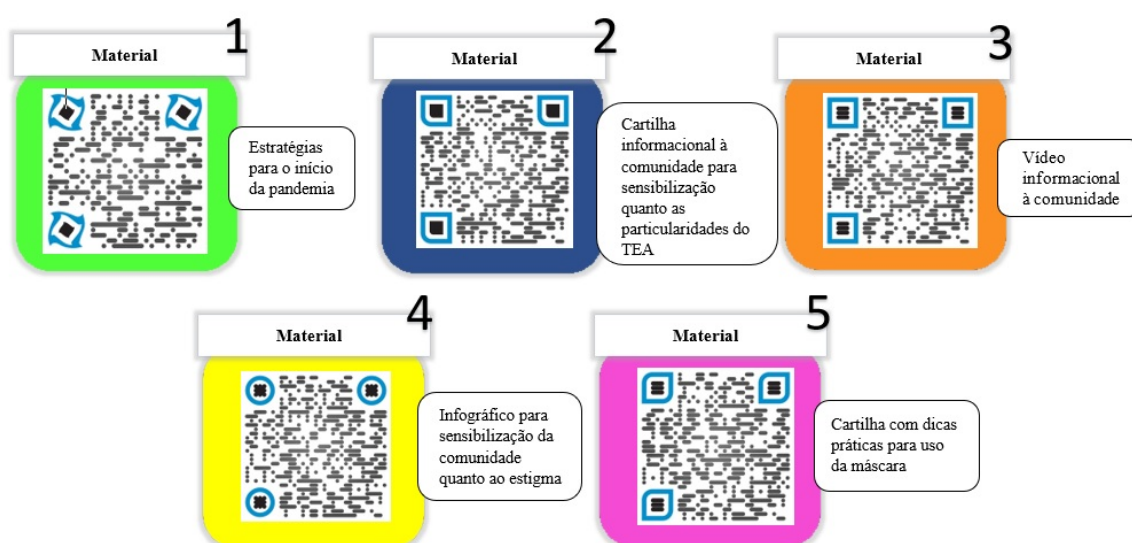 Material
1
Estratégias
para o início
da pandemia
Material
2
Cartilha
informacional à
comunidade para
sensibilização
quanto as
particularidades do
TEA
Material
3
Vídeo
informacional
à comunidade
Material
4
Infográfico para
sensibilização da
comunidade
quanto ao estigma
Material
5
Cartilha com dicas
práticas para uso
da máscara